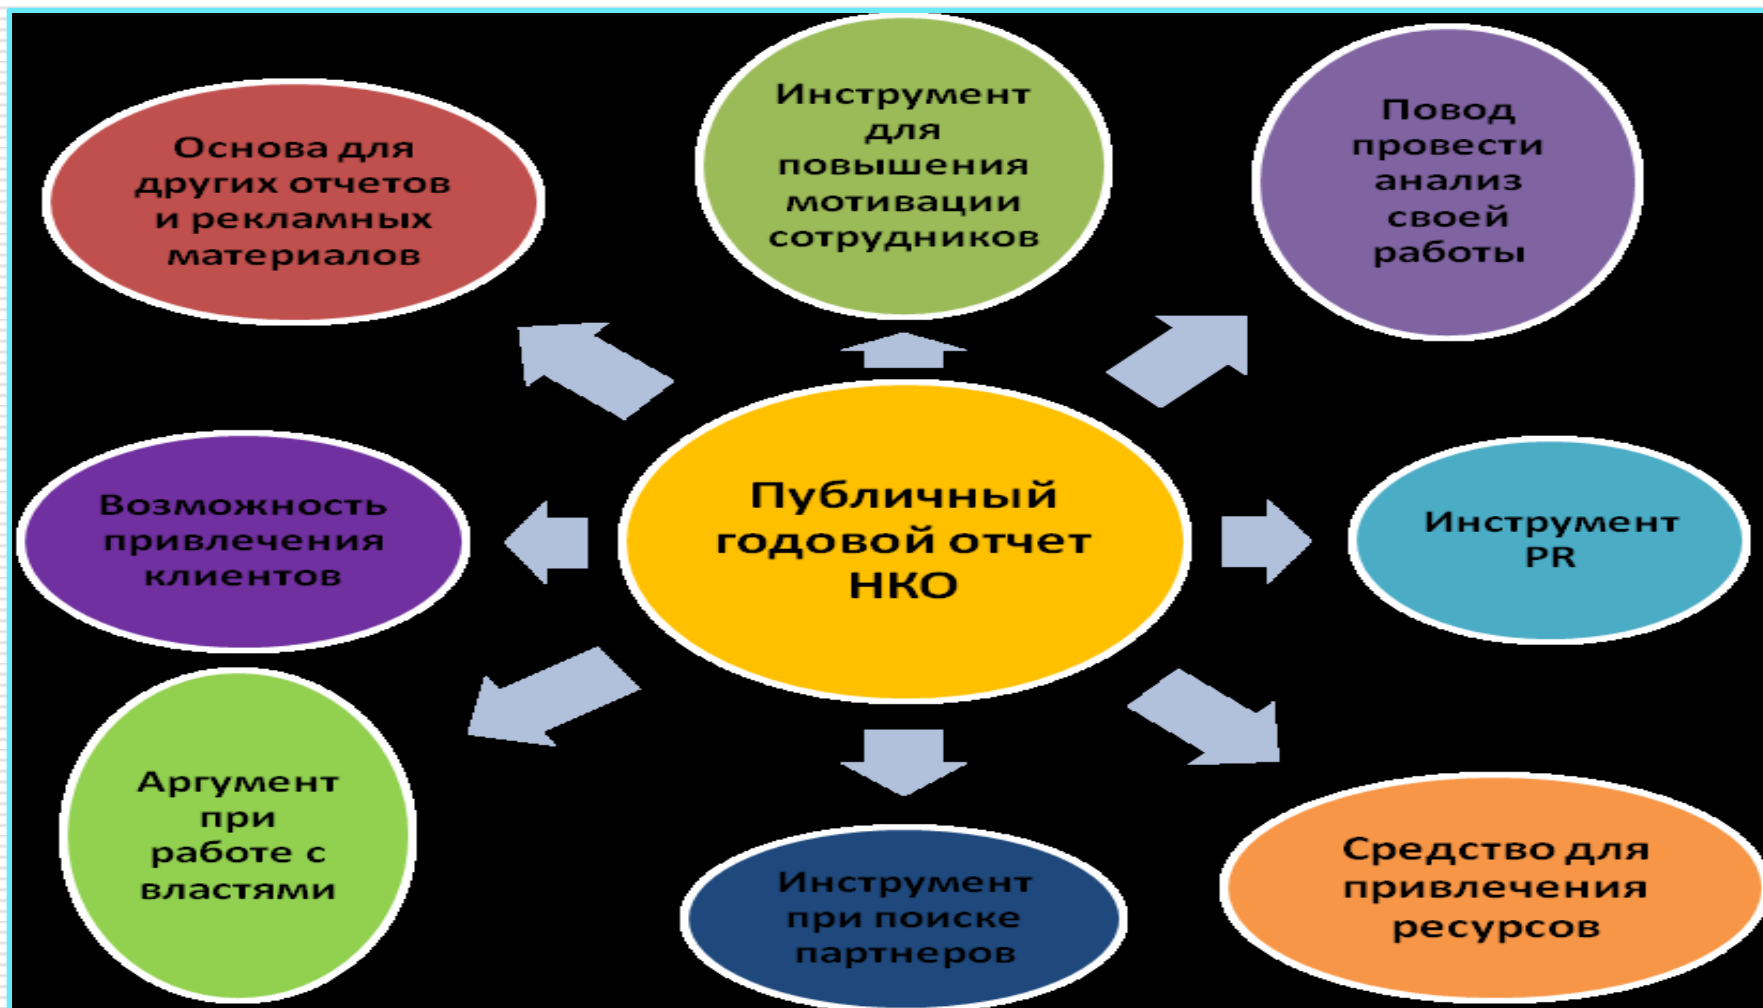 Основа для
других отчетов
и рекламных
материалов
Инструмент
для
повышения
мотивации
сотрудников
Повод
провести
анализ
своей
работы
Возможность
привлечения
клиентов
Публичный
годовой отчет
НКО
Инструмент
PR
Аргумент
при
работе с
властями
Инструмент
при поиске
партнеров
Средство для
привлечения
ресурсов